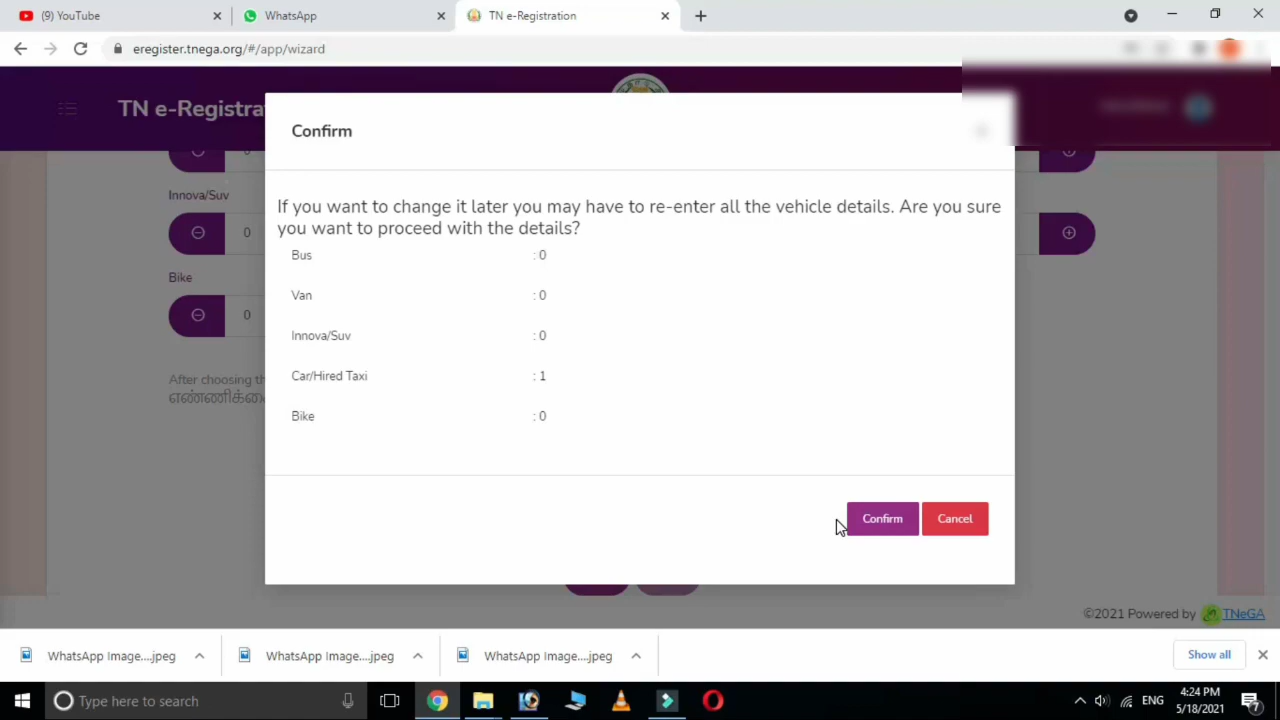 (9) YouTube
WhatsApp
TN e-Registration
eregister.tnega.org/#/app/wizard
TN e-Registra
Confirm
If you want to change it later you may have to re-enter all the vehicle details. Are you sure
you want to proceed with the details?
Bus : 0
Van : 0
Innova/Suv : 0
Car/Hired Taxi : 1
Bike : 0
Confirm
Cancel
0
Innova/Suv
0
Bike
0
After choosing th
எண்ணிக்கை
©2021 Powered by TNeGA
WhatsApp Image....jpeg
WhatsApp Image....jpeg
WhatsApp Image....jpeg
Show all
Type here to search
ENG
4:24 PM
5/18/2021
7